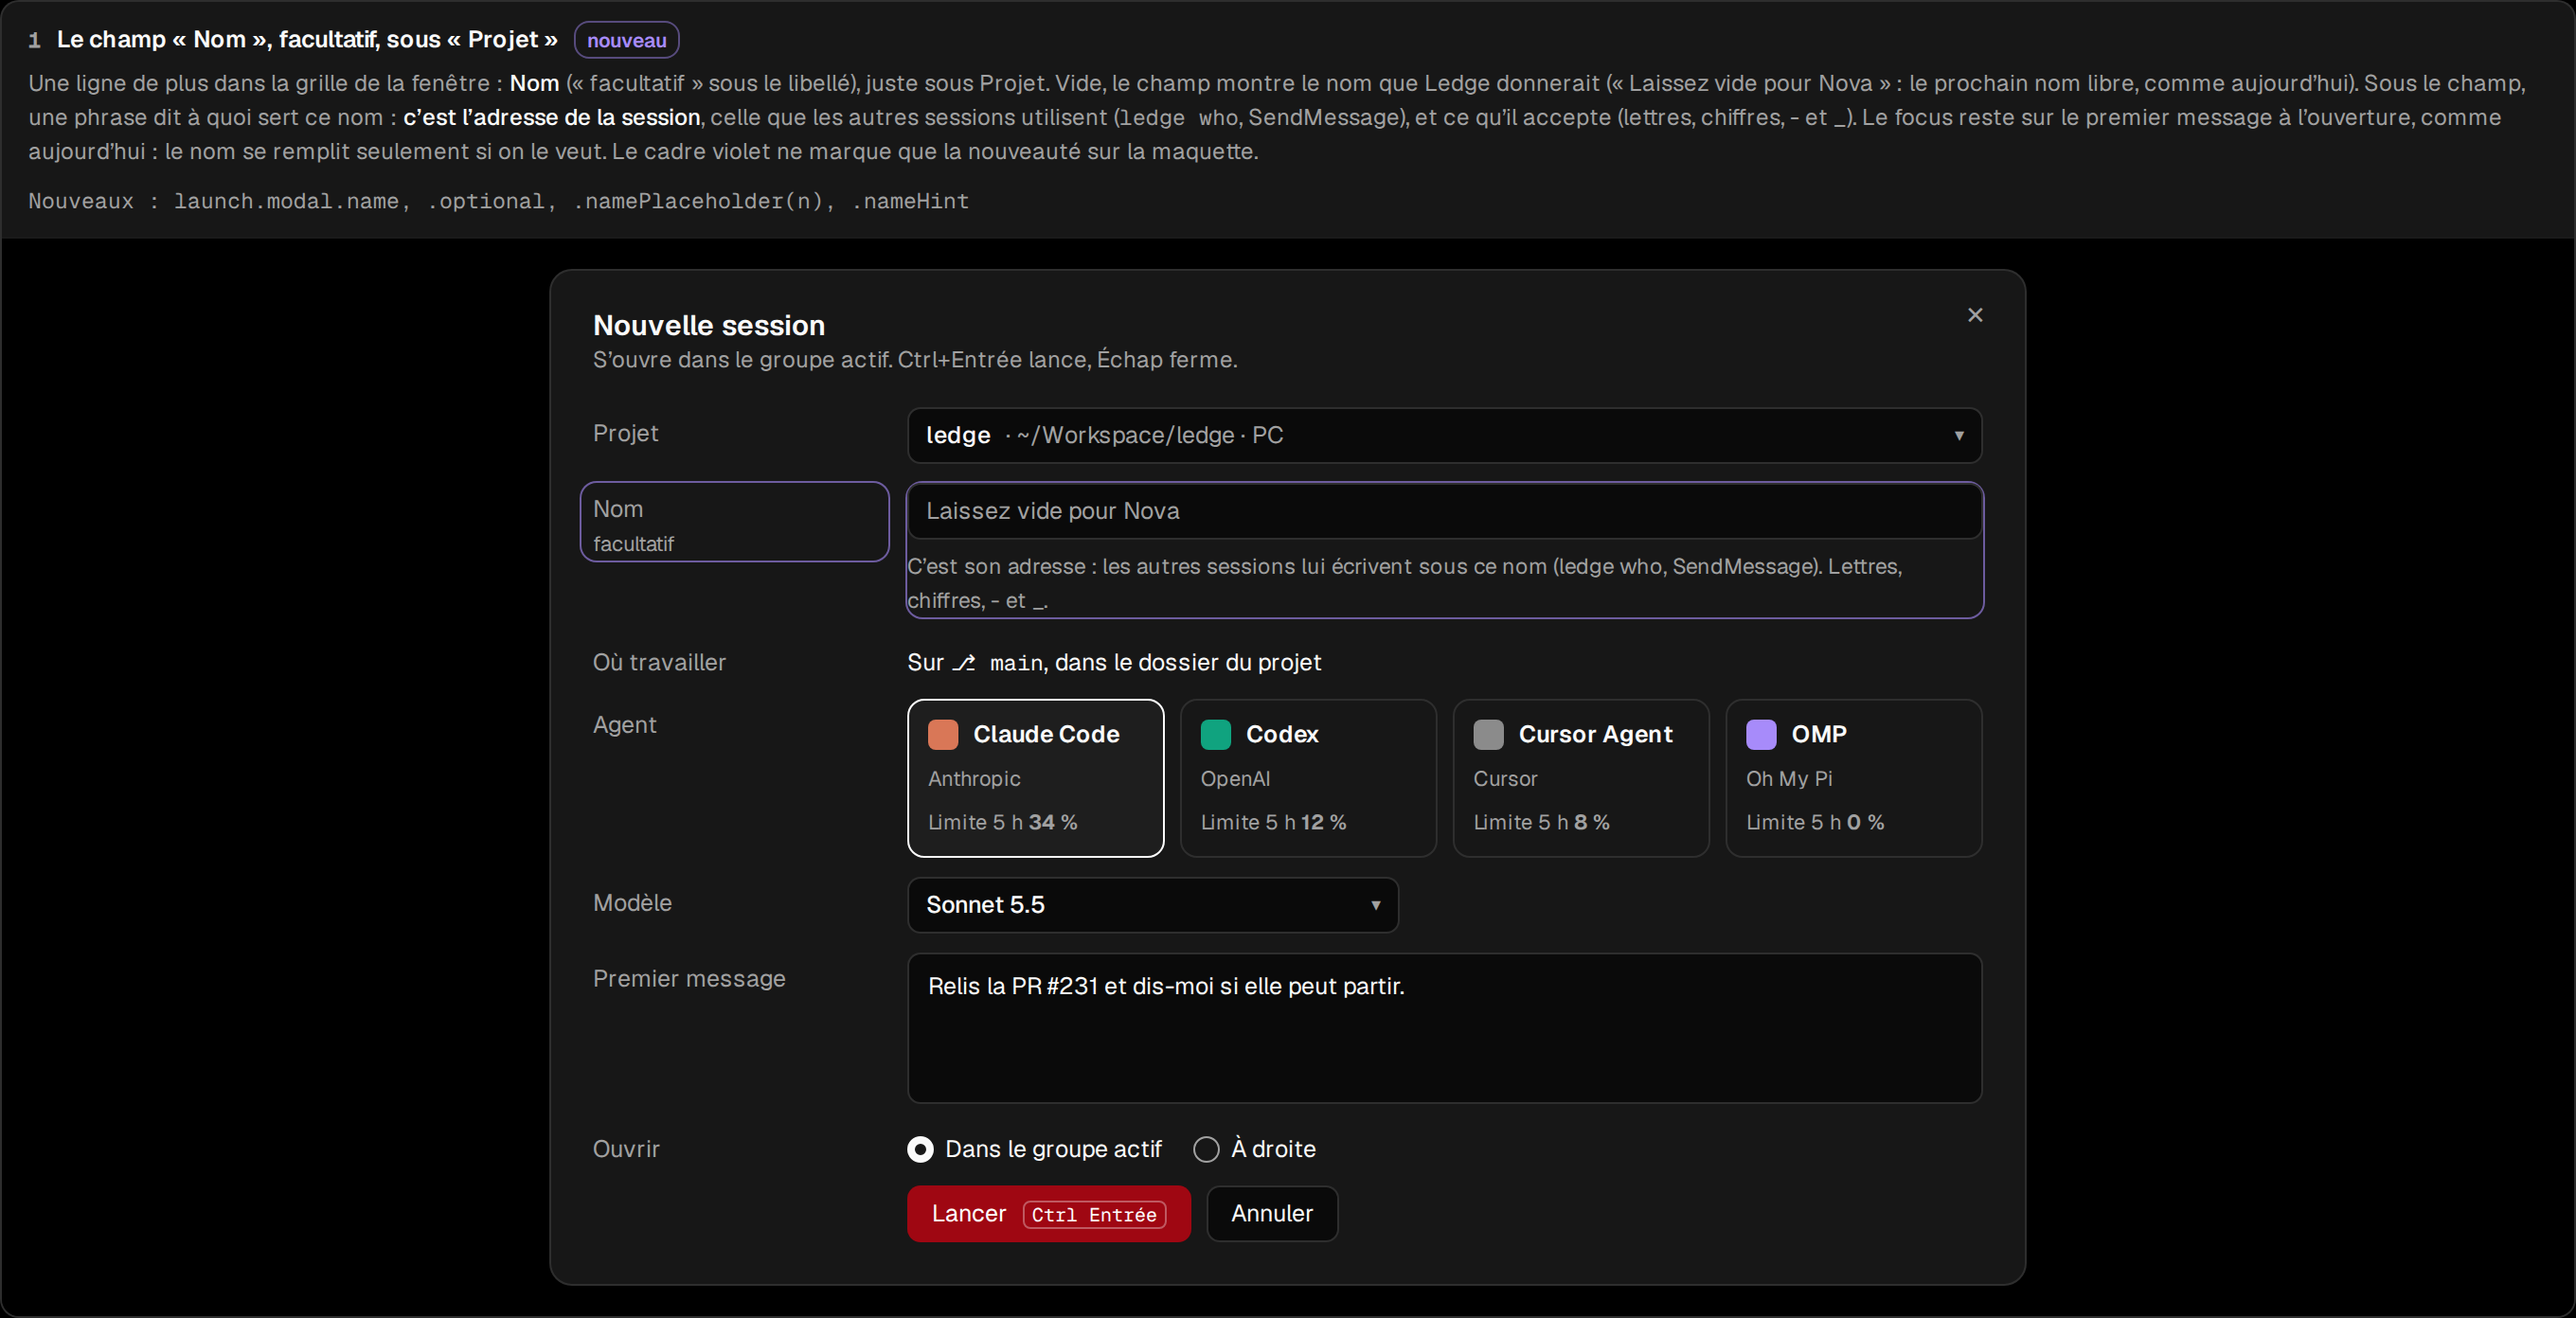 1 Le champ « Nom », facultatif, sous « Projet » nouveau
Une ligne de plus dans la grille de la fenêtre : Nom (« facultatif » sous le libellé), juste sous Projet. Vide, le champ montre le nom que Ledge donnerait (« Laissez vide pour Nova » : le prochain nom libre, comme aujourd’hui). Sous le champ,
une phrase dit à quoi sert ce nom : c’est l’adresse de la session, celle que les autres sessions utilisent (ledge who, SendMessage), et ce qu’il accepte (lettres, chiffres, - et _). Le focus reste sur le premier message à l’ouverture, comme
aujourd’hui : le nom se remplit seulement si on le veut. Le cadre violet ne marque que la nouveauté sur la maquette.
Nouveaux : launch.modal.name, .optional, .namePlaceholder(n), .nameHint
Nouvelle session ✕
S’ouvre dans le groupe actif. Ctrl+Entrée lance, Échap ferme.
Projet ledge · ~/Workspace/ledge · PC ▾
Nom Laissez vide pour Nova
facultatif
C’est son adresse : les autres sessions lui écrivent sous ce nom (ledge who, SendMessage). Lettres,
chiffres, - et _.
Où travailler Sur ⎇ main, dans le dossier du projet
Agent Claude Code Codex Cursor Agent OMP
Anthropic OpenAI Cursor Oh My Pi
Limite 5 h 34 % Limite 5 h 12 % Limite 5 h 8 % Limite 5 h 0 %
Modèle Sonnet 5.5 ▾
Premier message Relis la PR #231 et dis-moi si elle peut partir.
Ouvrir Dans le groupe actif À droite
Lancer Ctrl Entrée Annuler